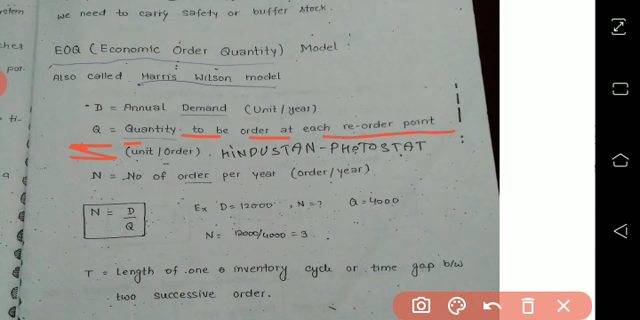 we need to carry safety or buffer stock.
EOQ (Economic Order Quantity) Model :
Also called Harris Wilson model
- D = Annual Demand (Unit/year)
Q = Quantity to be order at each re-order point
(unit/order). HINDUSTAN-PHOTOSTAT
N = No of order per year (order/year)
N = D/Q Ex D=12000, N=? Q=4000
N= 12000/4000 = 3
T = Length of one inventory cycle or time gap b/w
two successive order.